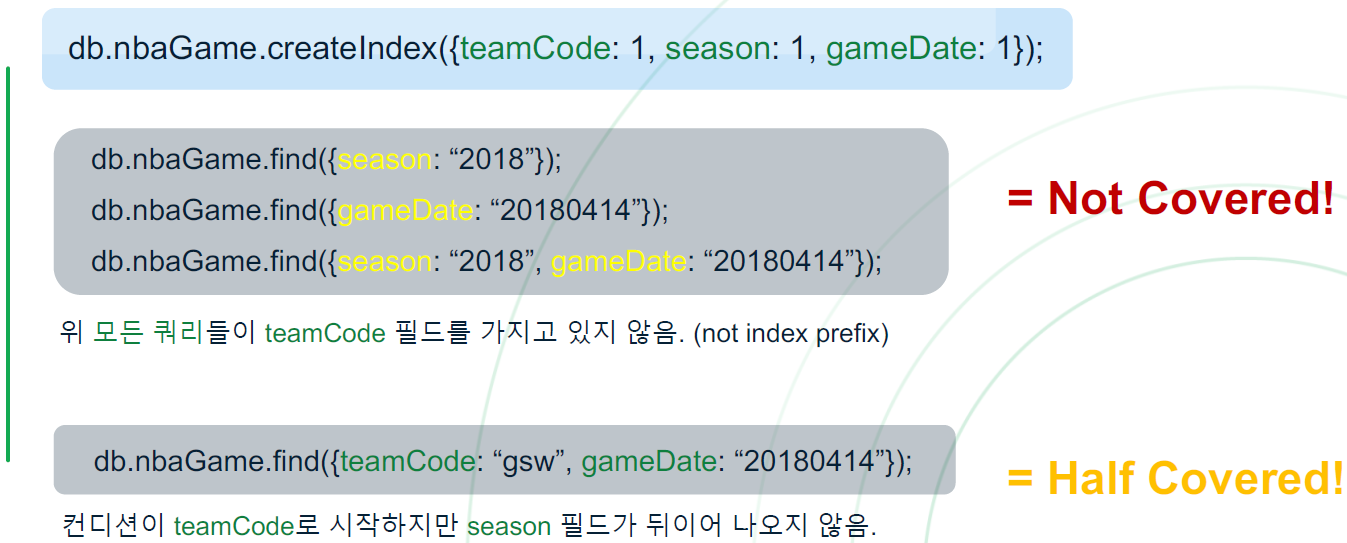 db.nbaGame.createIndex({teamCode: 1, season: 1, gameDate: 1});
db.nbaGame.find({season: “2018”});
db.nbaGame.find({gameDate: “20180414”});
db.nbaGame.find({season: “2018”, gameDate: “20180414”});
= Not Covered!
위 모든 쿼리들이 teamCode 필드를 가지고 있지 않음. (not index prefix)
db.nbaGame.find({teamCode: “gsw”, gameDate: “20180414”});
= Half Covered!
컨디션이 teamCode로 시작하지만 season 필드가 뒤이어 나오지 않음.